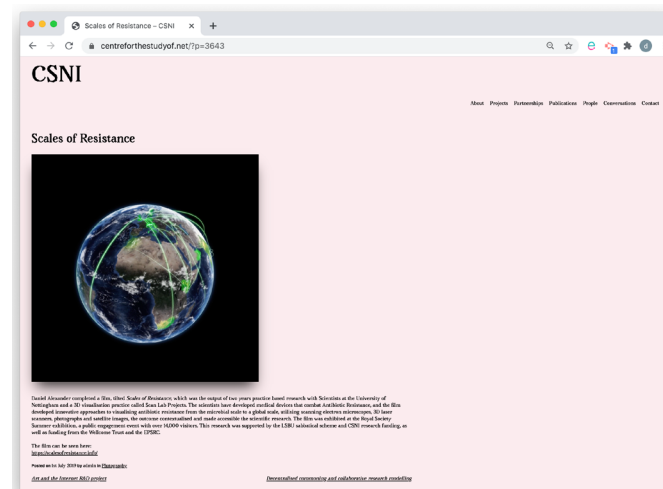 Scales of Resistance – CSNI
centreforthestudyof.net/?p=3643
d
CSNI
About Projects Partnerships Publications People Conversations Contact
Scales of Resistance
Daniel Alexander completed a film, titled Scales of Resistance, which was the output of two years practice based research with Scientists at the University of
Nottingham and a 3D visualisation practice called Scan Lab Projects. The scientists have developed medical devices that combat Antibiotic Resistance, and the film
developed innovative approaches to visualising antibiotic resistance from the microbial scale to a global scale, utilising scanning electron microscopes, 3D laser
scanners, photographs and satellite images, the outcome contextualised and made accessible the scientific research. The film was exhibited at the Royal Society
Summer exhibition, a public engagement event with over 14,000 visitors. This research was supported by the LSBU sabbatical scheme and CSNI research funding, as
well as funding from the Wellcome Trust and the EPSRC.
The film can be seen here:
https://scalesofresistance.info/
Posted on 1st July 2019 by admin in Photography
Art and the Internet R&D project
Decentralised commoning and collaborative research modelling